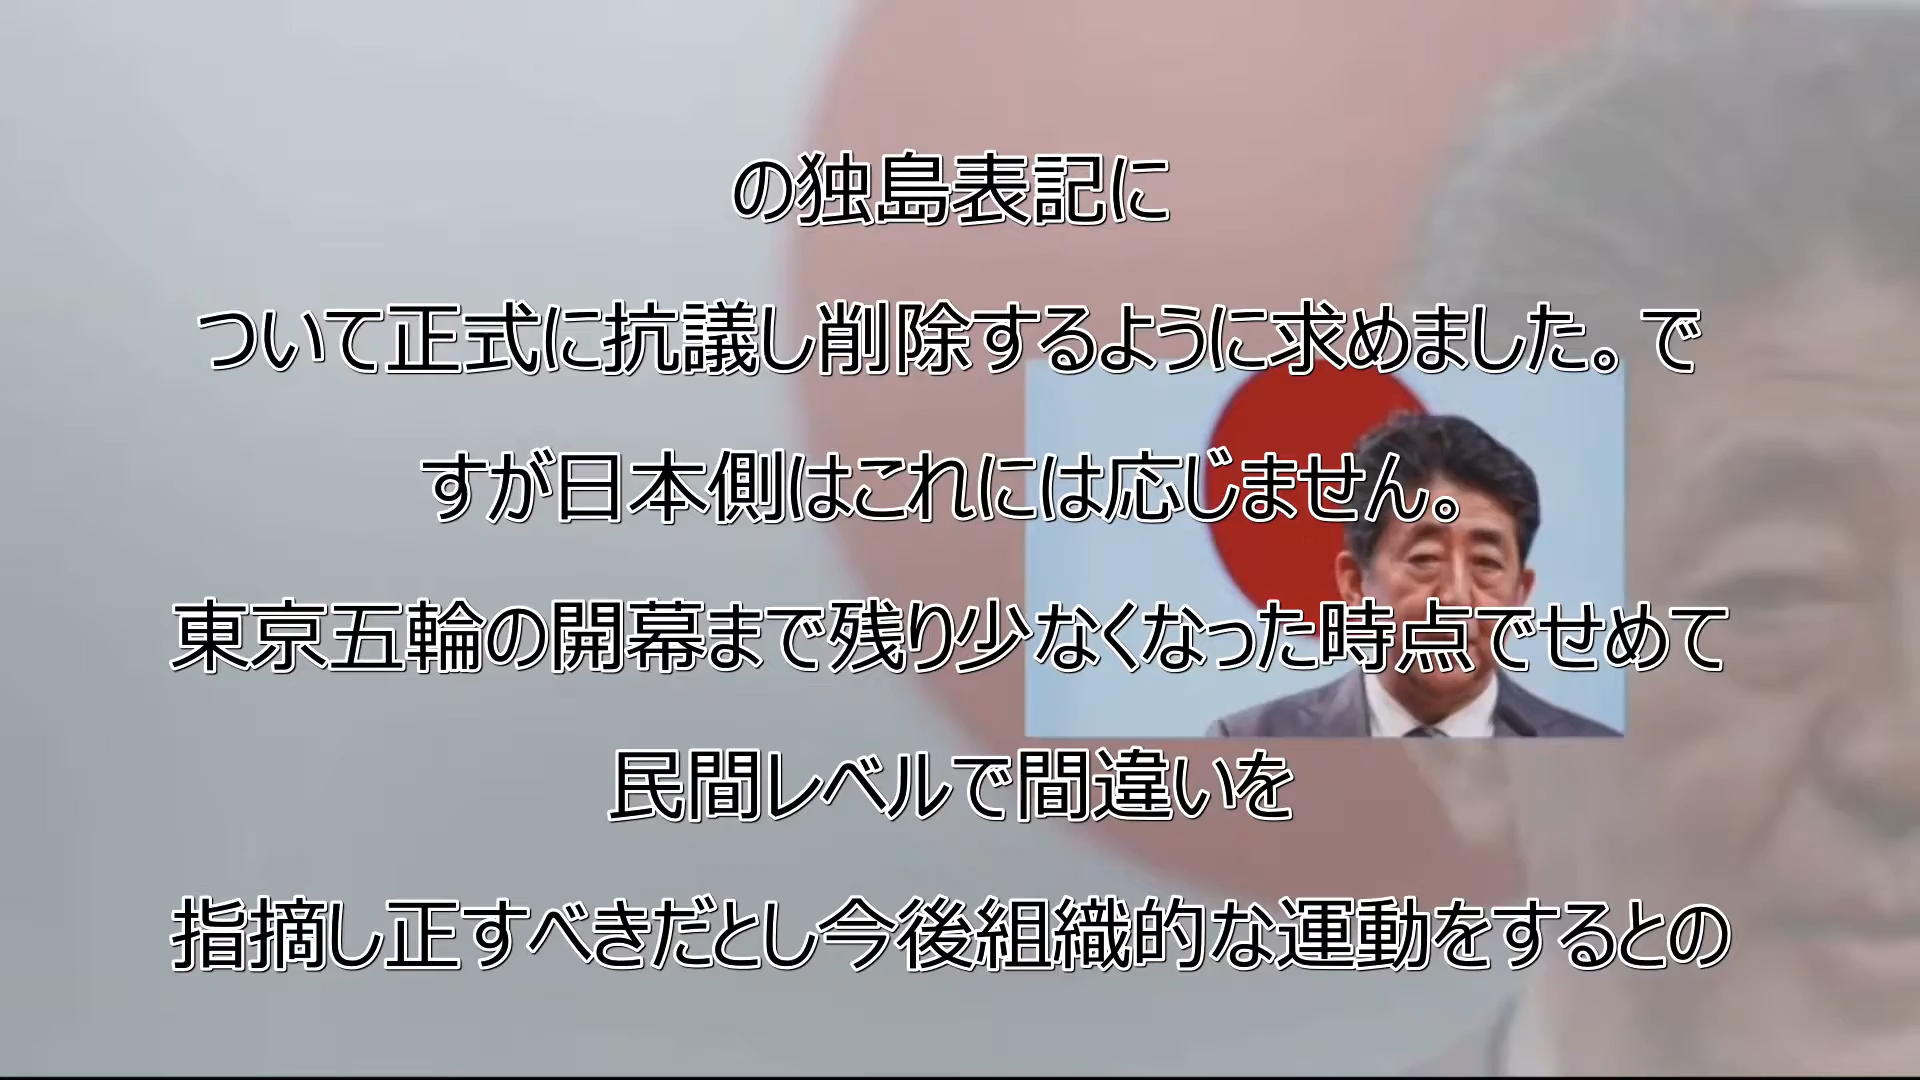 の独島表記に
ついて正式に抗議し削除するように求めました。で
すが日本側はこれには応じません。
東京五輪の開幕まで残り少なくなった時点でせめて
民間レベルで間違いを
指摘し正すべきだとし今後組織的な運動をするとの